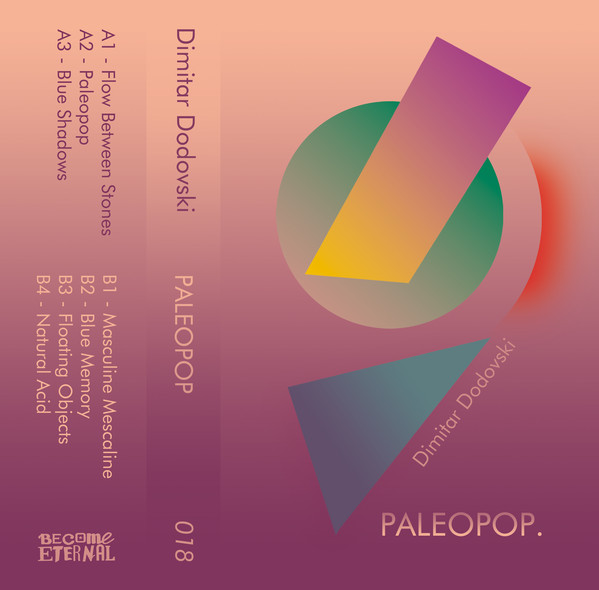 A1 - Flow Between Stones
A2 - Paleopop
A3 - Blue Shadows
B1 - Masculine Mescaline
B2 - Blue Memory
B3 - Floating Objects
B4 - Natural Acid
BECOME
ETERNAL
Dimitar Dodovski
PALEOPOP
018
Dimitar Dodovski
PALEOPOP.